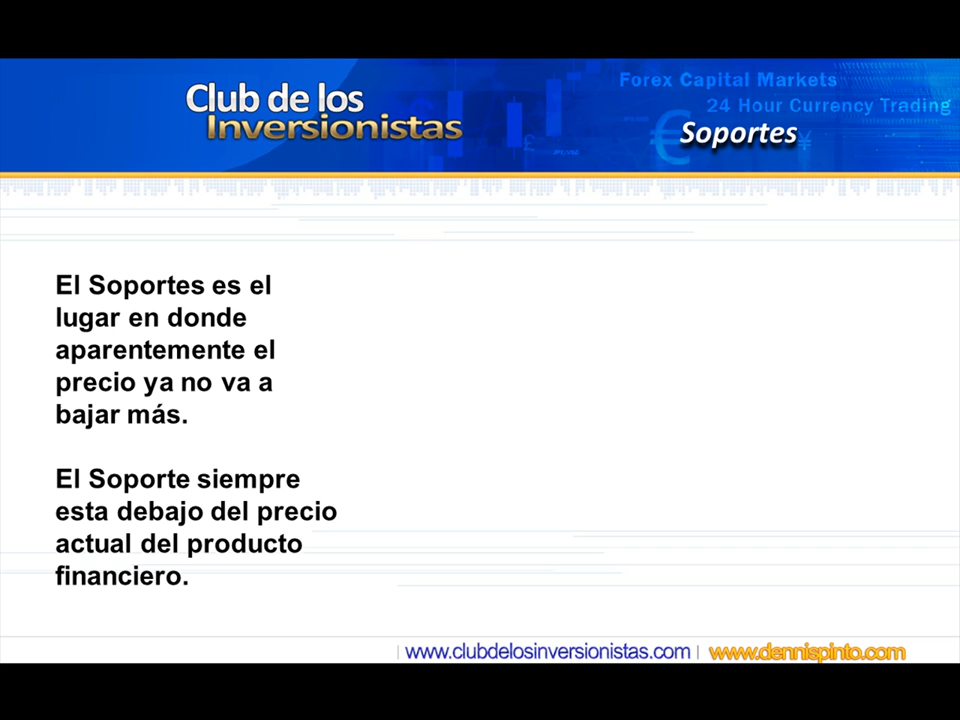 Club de los
Inversionistas
Forex Capital Markets
24 Hour Currency Trading
Soportes
El Soportes es el
lugar en donde
aparentemente el
precio ya no va a
bajar más.
El Soporte siempre
esta debajo del precio
actual del producto
financiero.
| www.clubdelosinversionistas.com | www.dennispinto.com